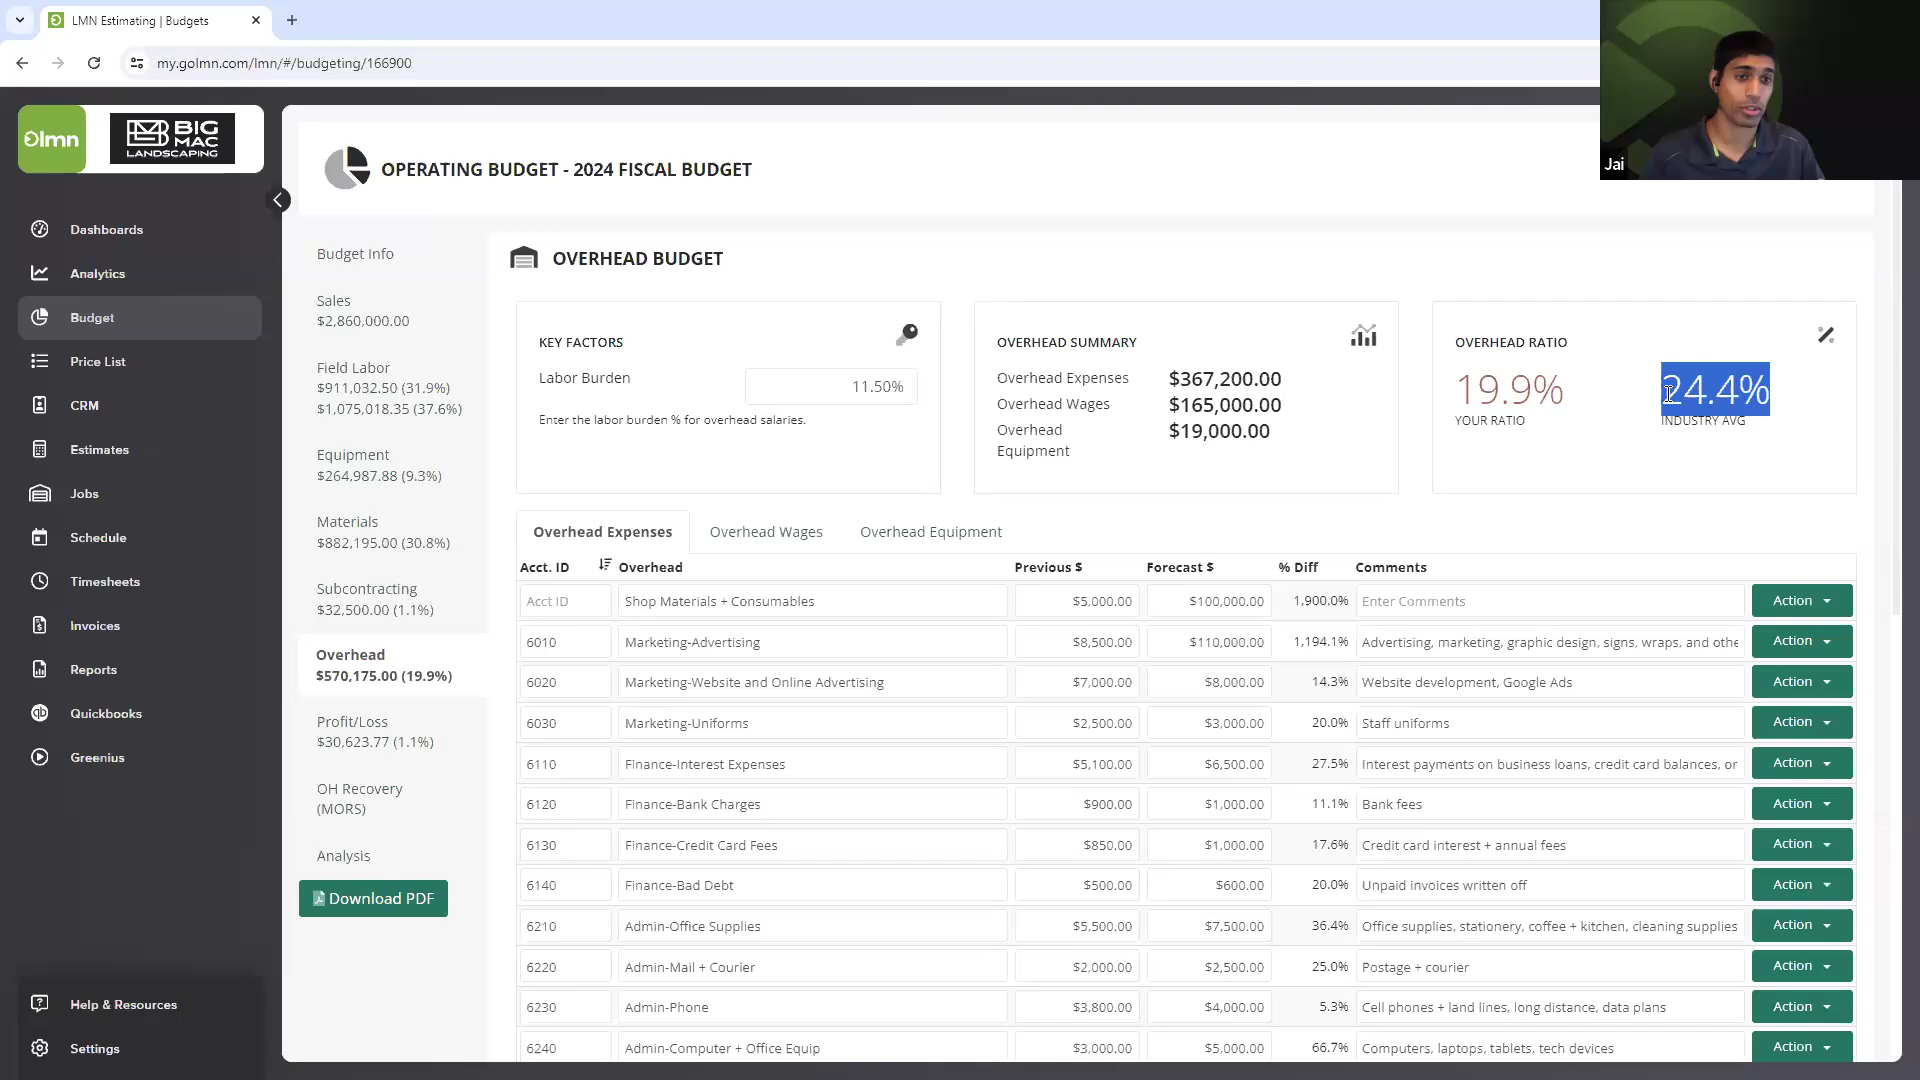 LMN Estimating | Budgets
my.golmn.com/lmn/#/budgeting/166900
Jai
lmn
BIG
MAC
LANDSCAPING
Dashboards
Analytics
Budget
Price List
CRM
Estimates
Jobs
Schedule
Timesheets
Invoices
Reports
Quickbooks
Greenius
Help & Resources
Settings
OPERATING BUDGET - 2024 FISCAL BUDGET
Budget Info
Sales
$2,860,000.00
Field Labor
$911,032.50 (31.9%)
$1,075,018.35 (37.6%)
Equipment
$264,987.88 (9.3%)
Materials
$882,195.00 (30.8%)
Subcontracting
$32,500.00 (1.1%)
Overhead
$570,175.00 (19.9%)
Profit/Loss
$30,623.77 (1.1%)
OH Recovery
(MORS)
Analysis
Download PDF
OVERHEAD BUDGET
KEY FACTORS
Labor Burden 11.50%
Enter the labor burden % for overhead salaries.
OVERHEAD SUMMARY
Overhead Expenses $367,200.00
Overhead Wages $165,000.00
Overhead $19,000.00
Equipment
OVERHEAD RATIO
19.9% 24.4%
YOUR RATIO INDUSTRY AVG
Overhead Expenses Overhead Wages Overhead Equipment
Acct. ID Overhead Previous $ Forecast $ % Diff Comments
Acct ID Shop Materials + Consumables $5,000.00 $100,000.00 1,900.0% Enter Comments Action
6010 Marketing-Advertising $8,500.00 $110,000.00 1,194.1% Advertising, marketing, graphic design, signs, wraps, and othe Action
6020 Marketing-Website and Online Advertising $7,000.00 $8,000.00 14.3% Website development, Google Ads Action
6030 Marketing-Uniforms $2,500.00 $3,000.00 20.0% Staff uniforms Action
6110 Finance-Interest Expenses $5,100.00 $6,500.00 27.5% Interest payments on business loans, credit card balances, or Action
6120 Finance-Bank Charges $900.00 $1,000.00 11.1% Bank fees Action
6130 Finance-Credit Card Fees $850.00 $1,000.00 17.6% Credit card interest + annual fees Action
6140 Finance-Bad Debt $500.00 $600.00 20.0% Unpaid invoices written off Action
6210 Admin-Office Supplies $5,500.00 $7,500.00 36.4% Office supplies, stationery, coffee + kitchen, cleaning supplies Action
6220 Admin-Mail + Courier $2,000.00 $2,500.00 25.0% Postage + courier Action
6230 Admin-Phone $3,800.00 $4,000.00 5.3% Cell phones + land lines, long distance, data plans Action
6240 Admin-Computer + Office Equip $3,000.00 $5,000.00 66.7% Computers, laptops, tablets, tech devices Action